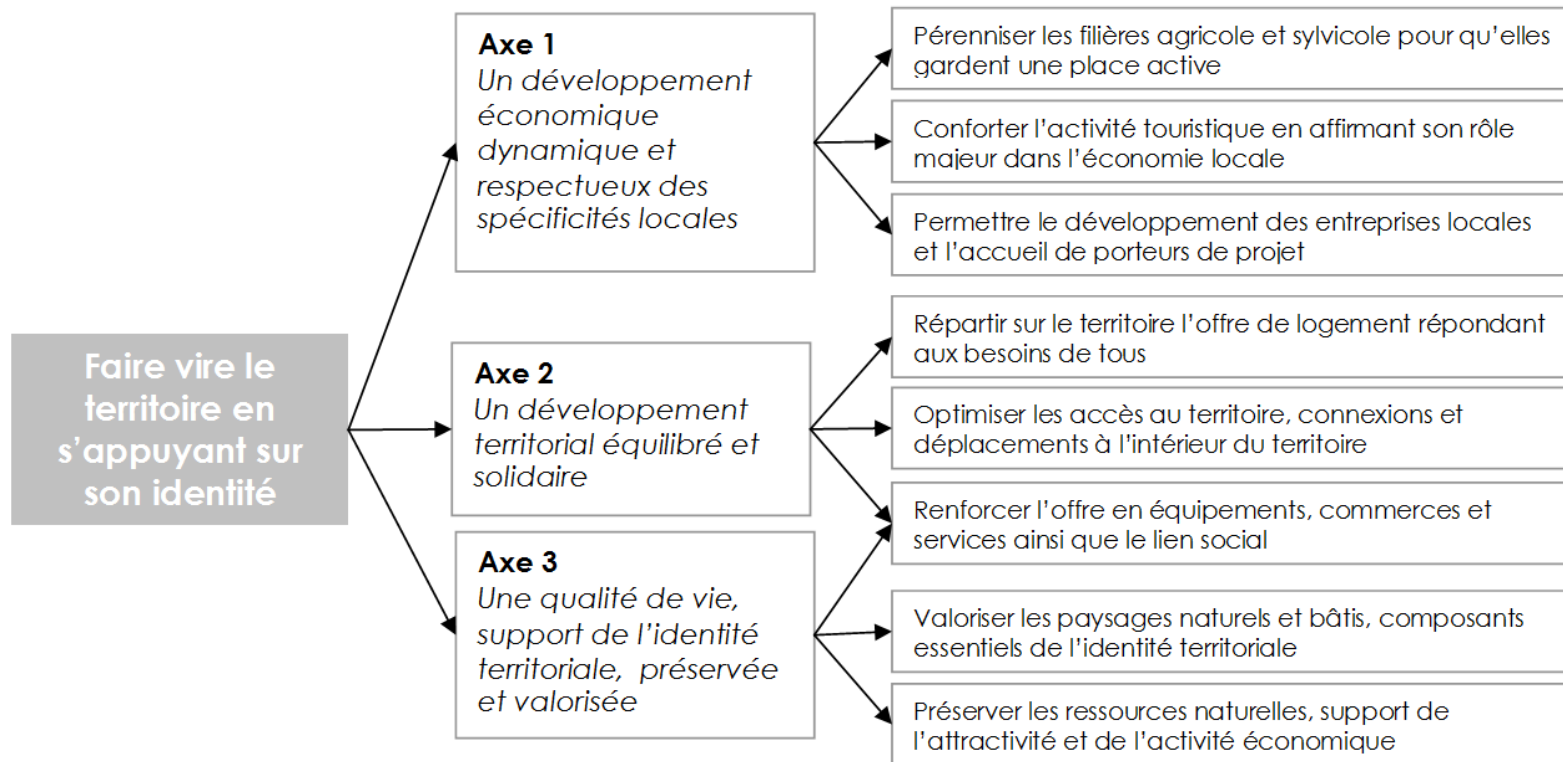 Faire vire le
territoire en
s’appuyant sur
son identité
Axe 1
Un développement
économique
dynamique et
respectueux des
spécificités locales
Pérenniser les filières agricole et sylvicole pour qu’elles
gardent une place active
Conforter l’activité touristique en affirmant son rôle
majeur dans l’économie locale
Permettre le développement des entreprises locales
et l’accueil de porteurs de projet
Axe 2
Un développement
territorial équilibré et
solidaire
Répartir sur le territoire l’offre de logement répondant
aux besoins de tous
Optimiser les accès au territoire, connexions et
déplacements à l’intérieur du territoire
Renforcer l’offre en équipements, commerces et
services ainsi que le lien social
Axe 3
Une qualité de vie,
support de l’identité
territoriale,  préservée
et valorisée
Valoriser les paysages naturels et bâtis, composants
essentiels de l’identité territoriale
Préserver les ressources naturelles, support de
l’attractivité et de l’activité économique